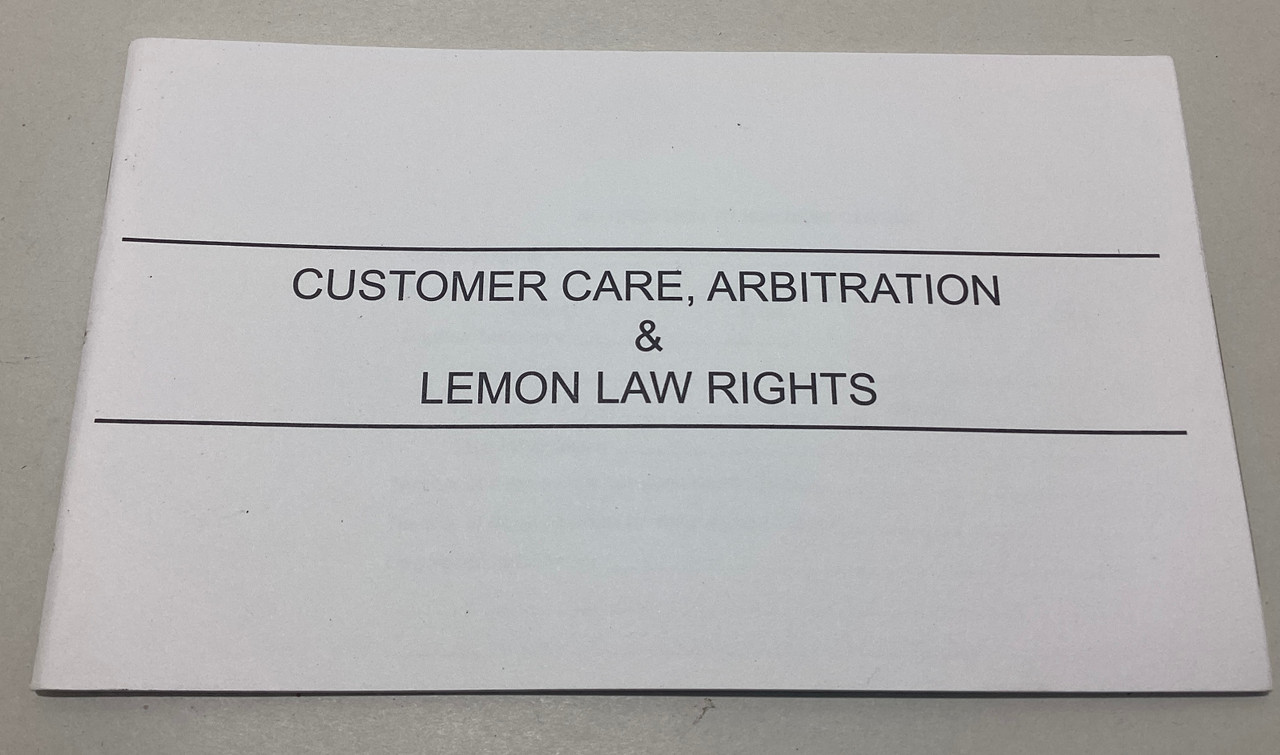 CUSTOMER CARE, ARBITRATION
&
LEMON LAW RIGHTS